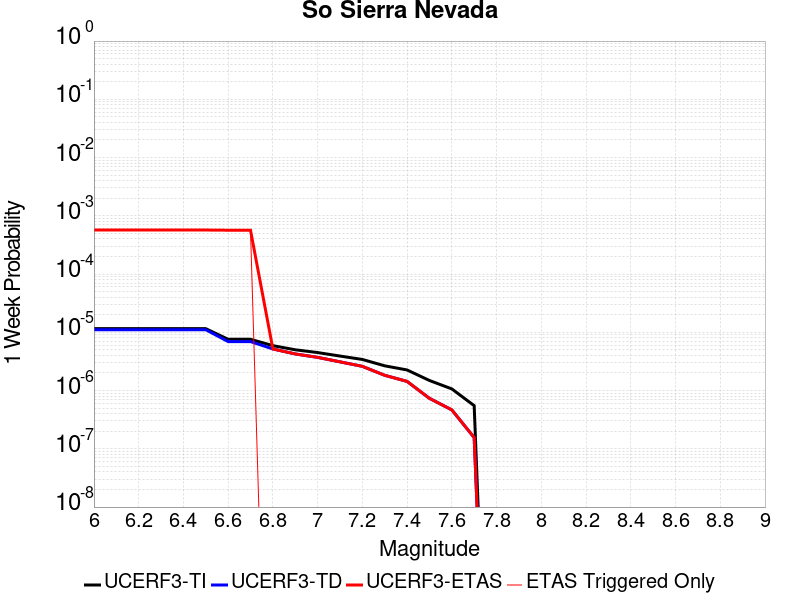 So Sierra Nevada
10^0
10^-1
10^-2
10^-3
10^-4
10^-5
10^-6
10^-7
10^-8
1 Week Probability
6 6.2 6.4 6.6 6.8 7 7.2 7.4 7.6 7.8 8 8.2 8.4 8.6 8.8 9
Magnitude
UCERF3-TI UCERF3-TD UCERF3-ETAS ETAS Triggered Only